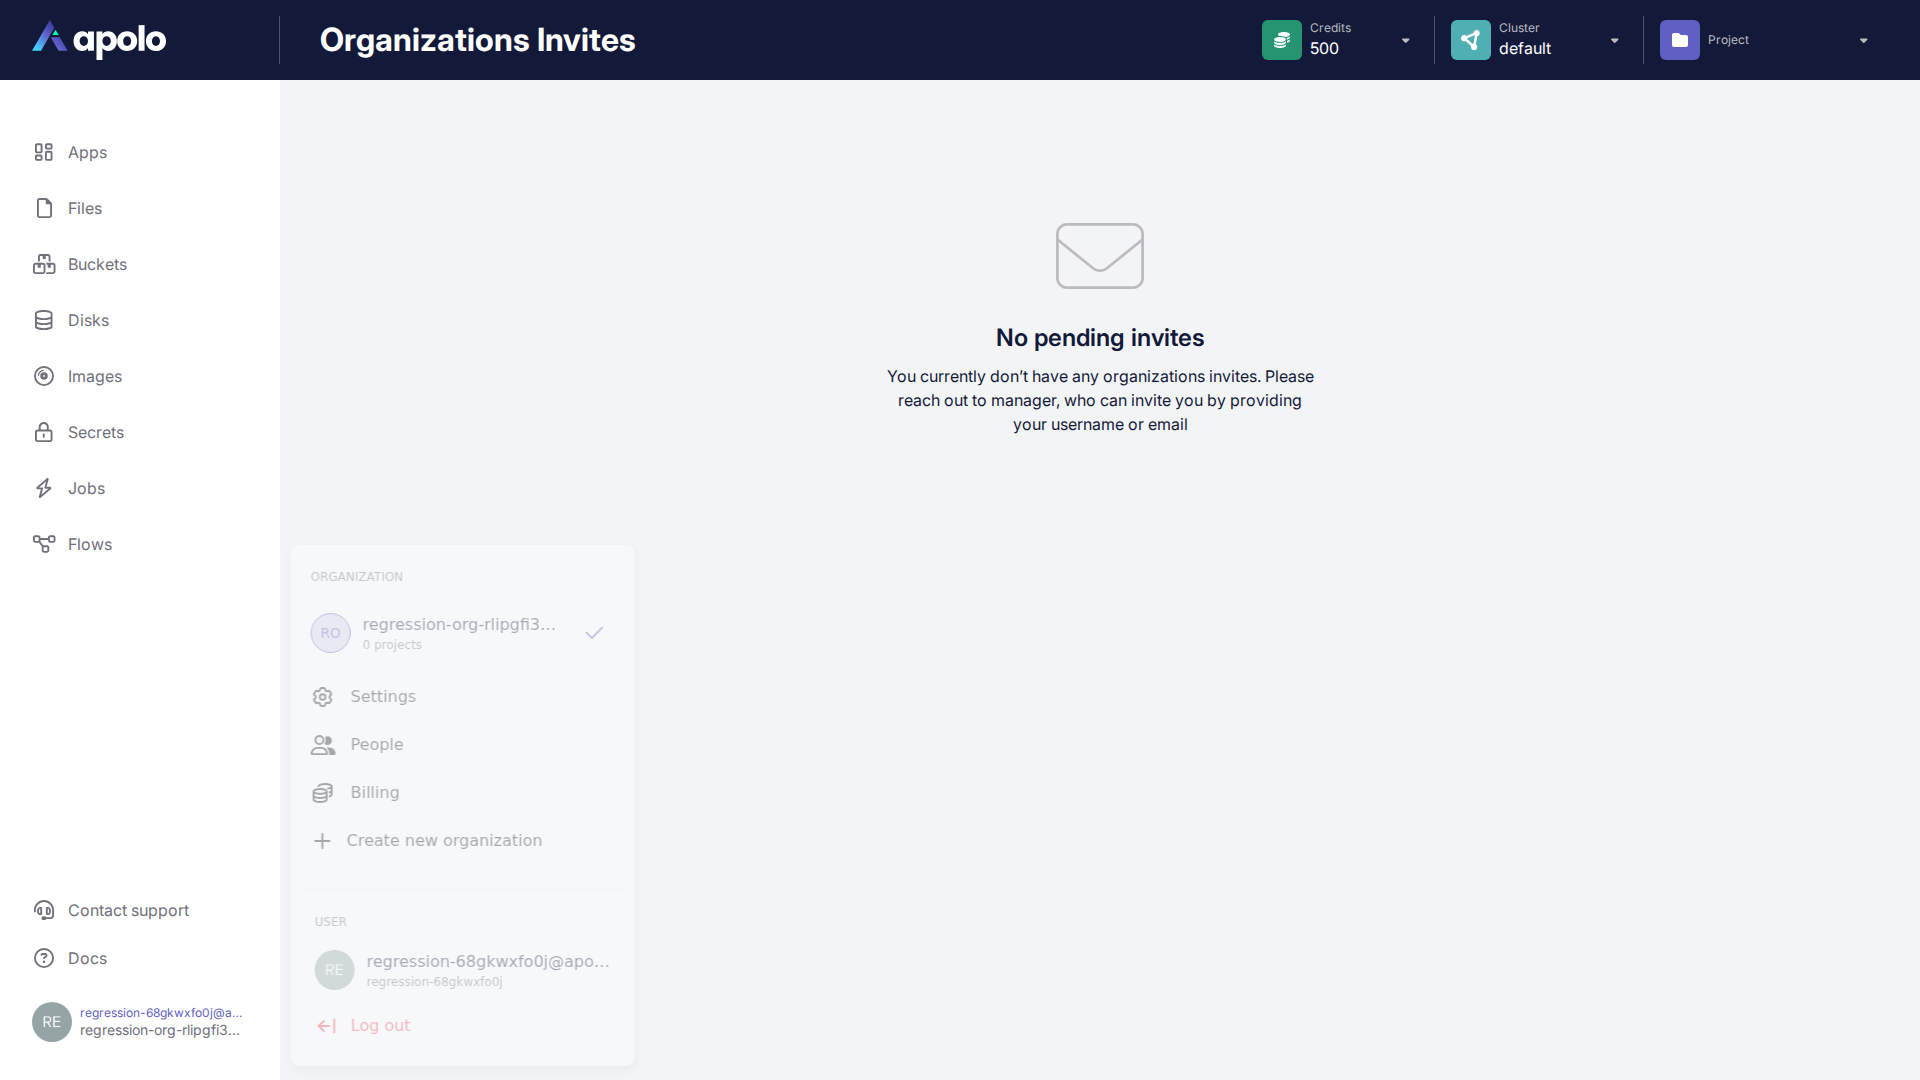 apolo
Organizations Invites
Credits
500
Cluster
default
Project
Apps
Files
Buckets
Disks
Images
Secrets
Jobs
Flows
No pending invites
You currently don’t have any organizations invites. Please
reach out to manager, who can invite you by providing
your username or email
ORGANIZATION
RO
regression-org-rlipgfi3...
0 projects
Settings
People
Billing
Create new organization
USER
RE
regression-68gkwxfo0j@apo...
regression-68gkwxfo0j
Log out
Contact support
Docs
RE
regression-68gkwxfo0j@a...
regression-org-rlipgfi3...